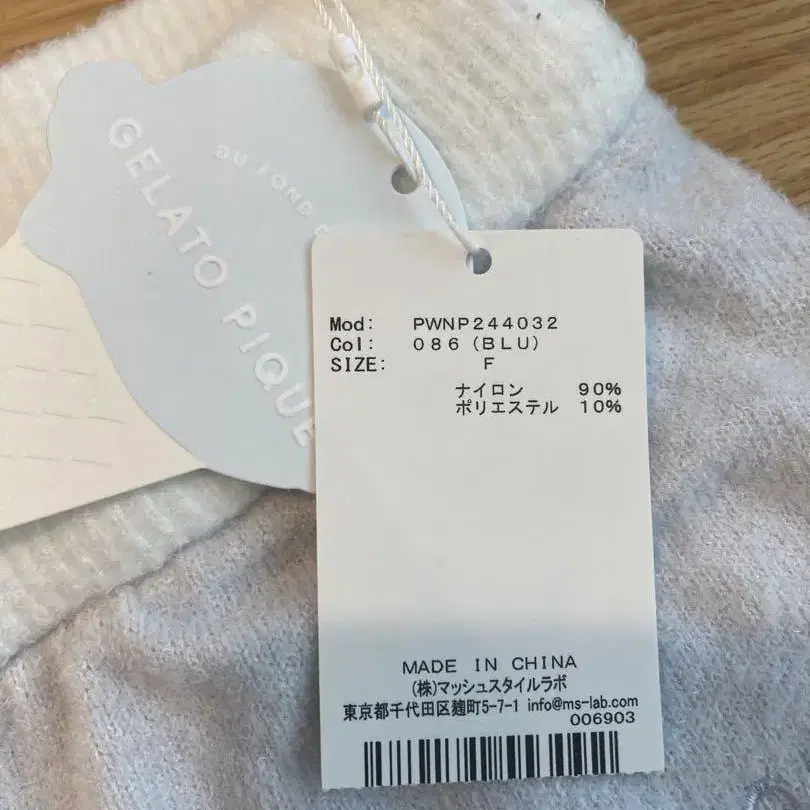 GELATO PIQUE
DU FOND
Mod: PWNP244032
Col: 086 (BLU)
SIZE: F
ナイロン 90%
ポリエステル 10%
MADE IN CHINA
(株)マッシュスタイルラボ
東京都千代田区麹町5-7-1 info@ms-lab.com
006903